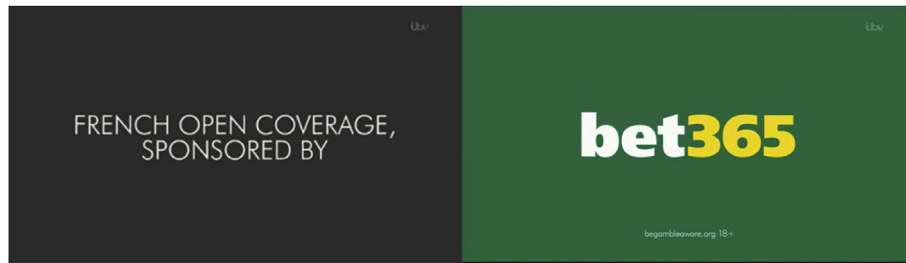 itv
FRENCH OPEN COVERAGE,
SPONSORED BY
itv
bet365
begambleaware.org 18+